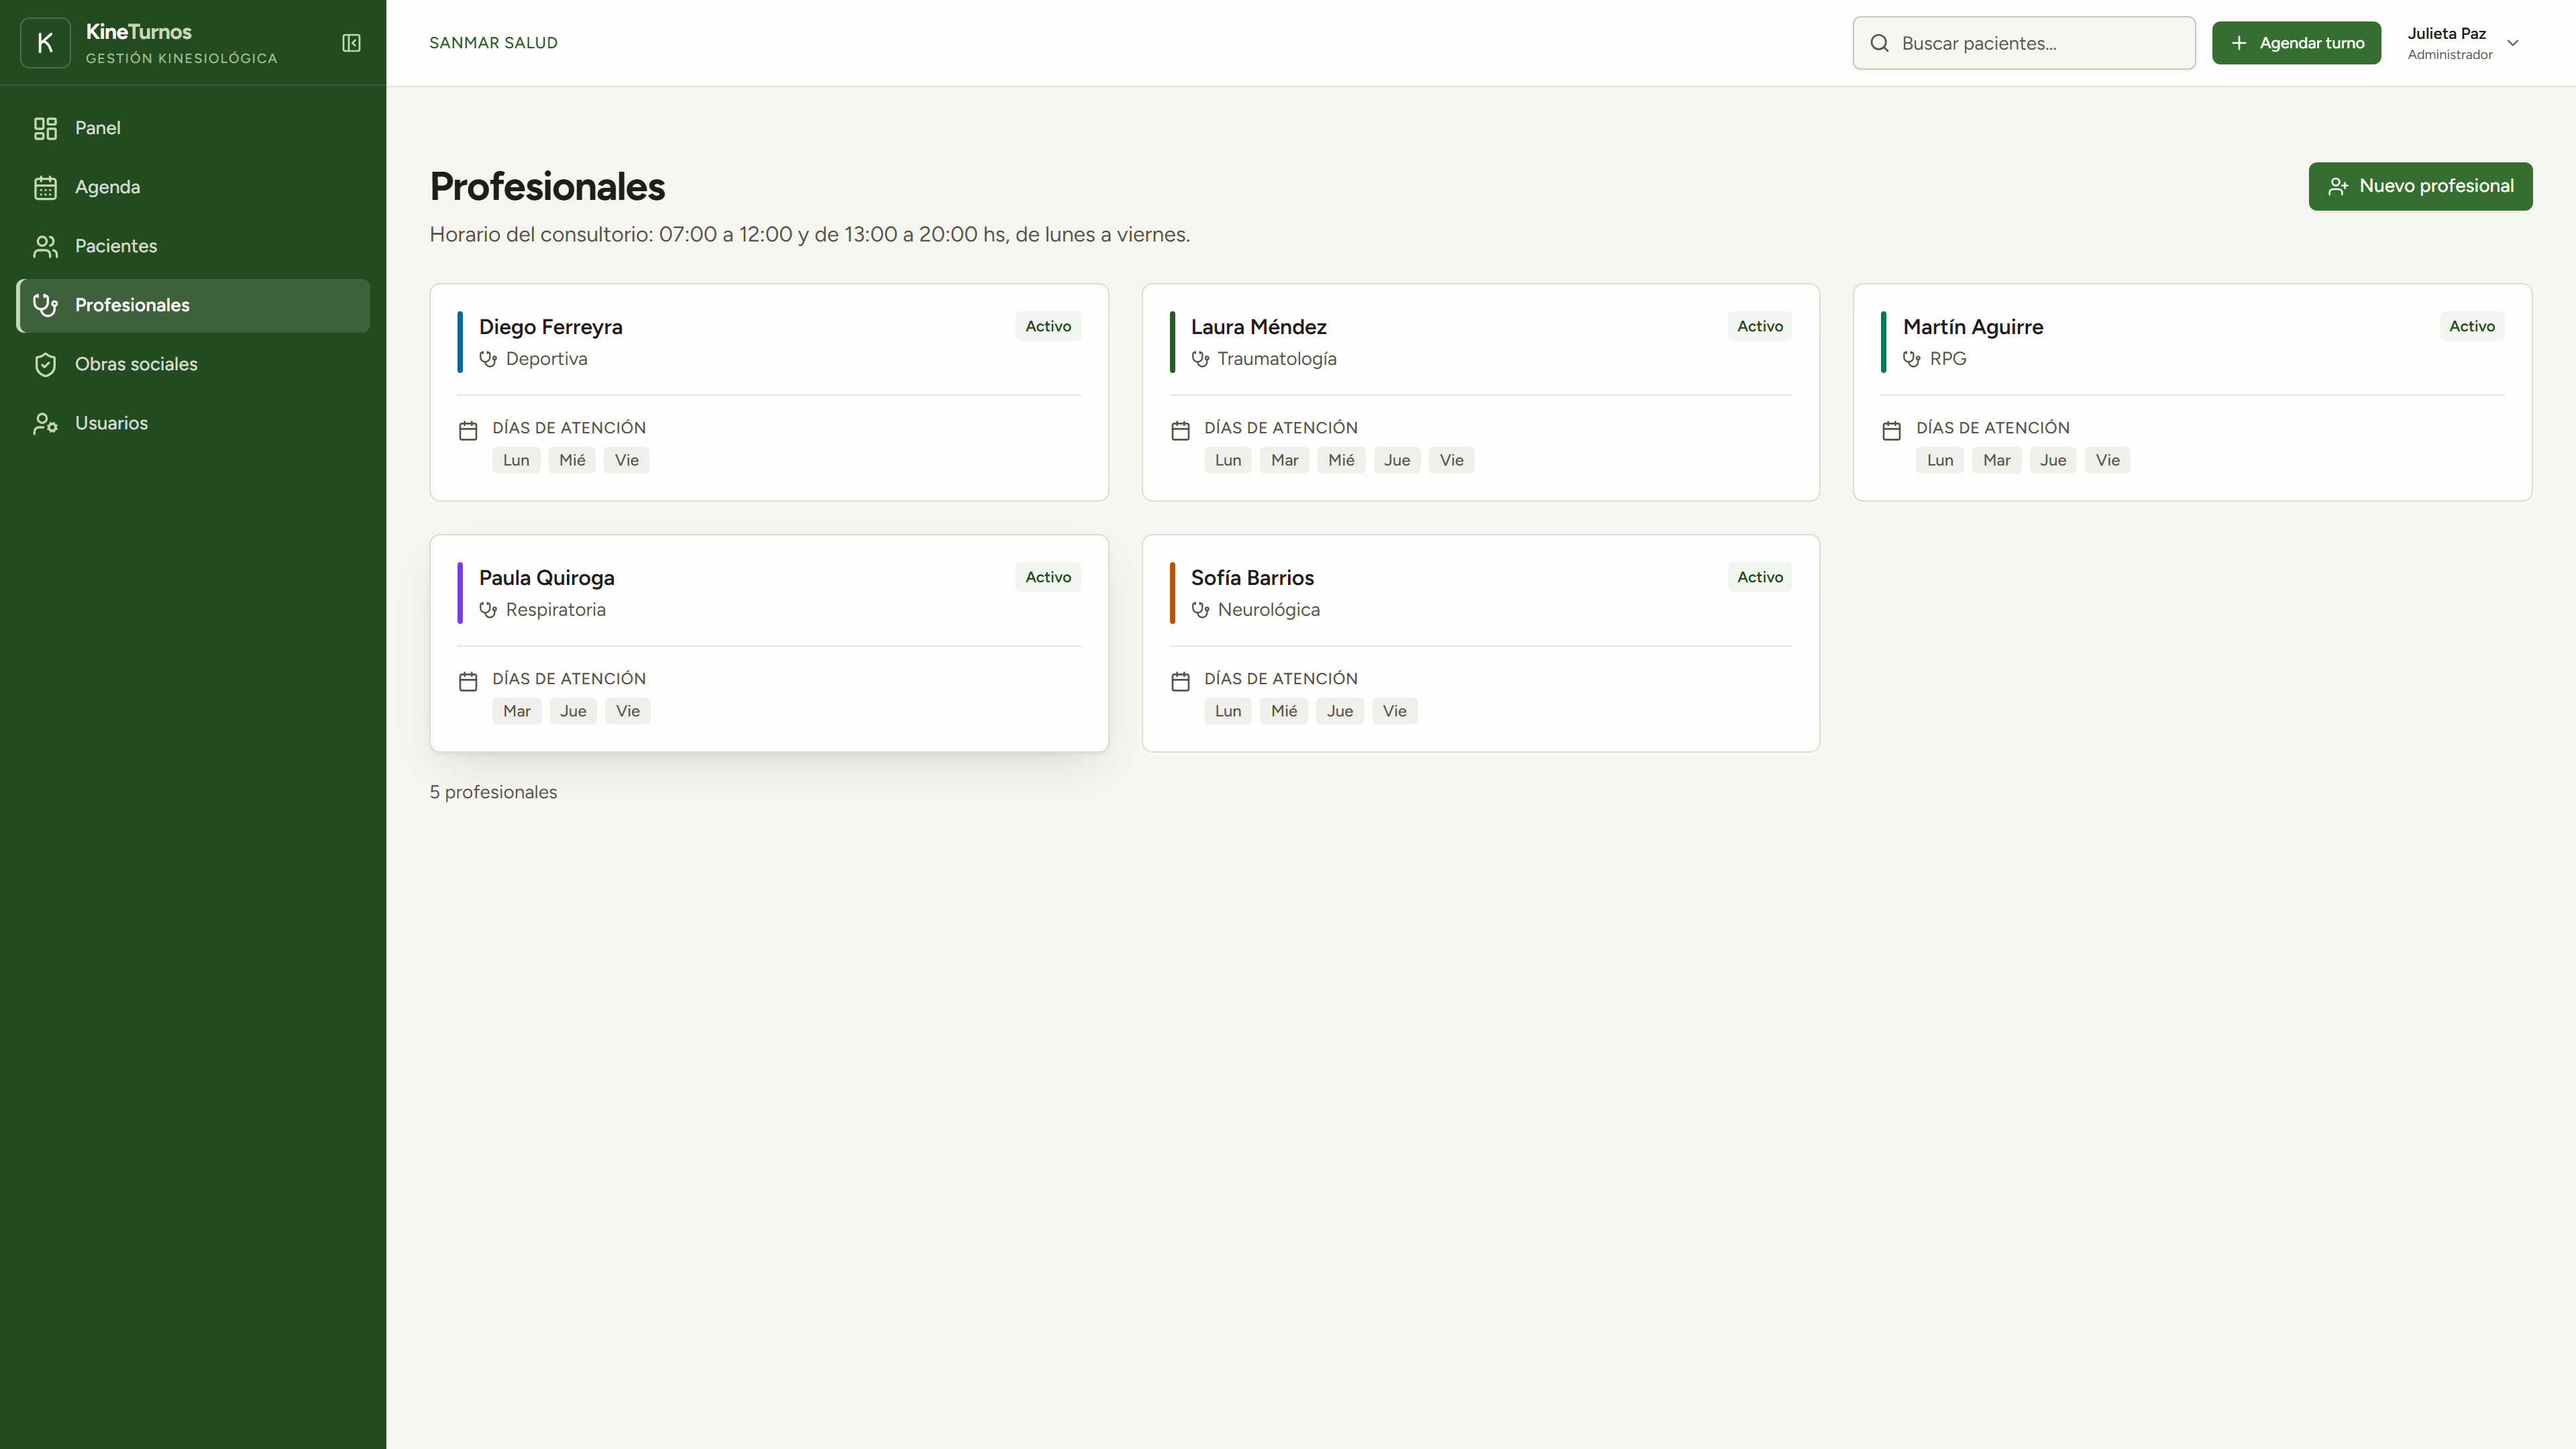 K
KineTurnos
GESTIÓN KINESIOLÓGICA
Panel
Agenda
Pacientes
Profesionales
Obras sociales
Usuarios
SANMAR SALUD
Buscar pacientes...
Agendar turno
Julieta Paz
Administrador
Profesionales
Nuevo profesional
Horario del consultorio: 07:00 a 12:00 y de 13:00 a 20:00 hs, de lunes a viernes.
Diego Ferreyra
Activo
Deportiva
DÍAS DE ATENCIÓN
Lun Mié Vie
Laura Méndez
Activo
Traumatología
DÍAS DE ATENCIÓN
Lun Mar Mié Jue Vie
Martín Aguirre
Activo
RPG
DÍAS DE ATENCIÓN
Lun Mar Jue Vie
Paula Quiroga
Activo
Respiratoria
DÍAS DE ATENCIÓN
Mar Jue Vie
Sofía Barrios
Activo
Neurológica
DÍAS DE ATENCIÓN
Lun Mié Jue Vie
5 profesionales